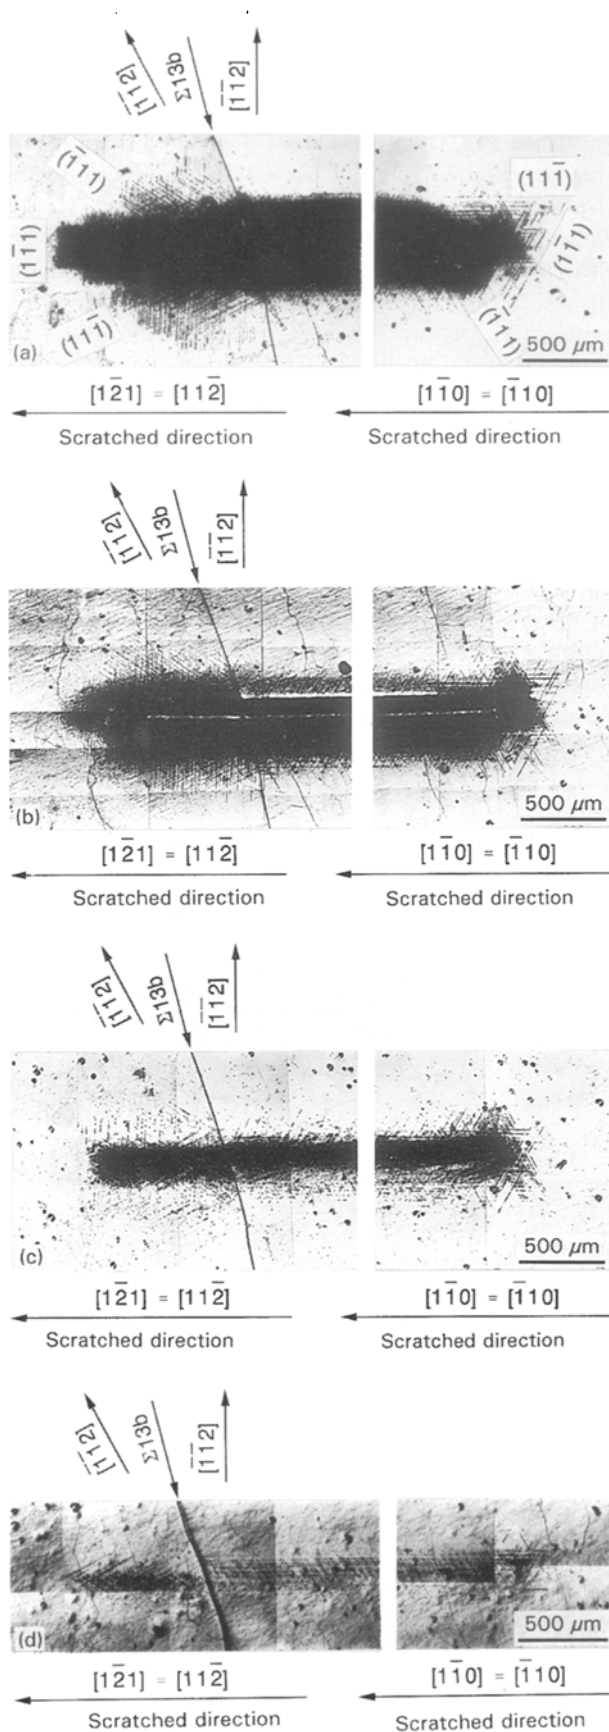 [1̄1̄2]
Σ13b
[1̄1̄2]
(1̄11)
(11̄1)
(111̄)
(111̄)
(11̄1)
(1̄11)
(a)
500 μm
[12̄1] = [112̄]
[11̄0] = [1̄10]
Scratched direction
Scratched direction
[1̄1̄2]
Σ13b
[1̄1̄2]
(b)
500 μm
[12̄1] = [112̄]
[11̄0] = [1̄10]
Scratched direction
Scratched direction
[1̄1̄2]
Σ13b
[1̄1̄2]
(c)
500 μm
[12̄1] = [112̄]
[11̄0] = [1̄10]
Scratched direction
Scratched direction
[1̄1̄2]
Σ13b
[1̄1̄2]
(d)
500 μm
[12̄1] = [112̄]
[11̄0] = [1̄10]
Scratched direction
Scratched direction